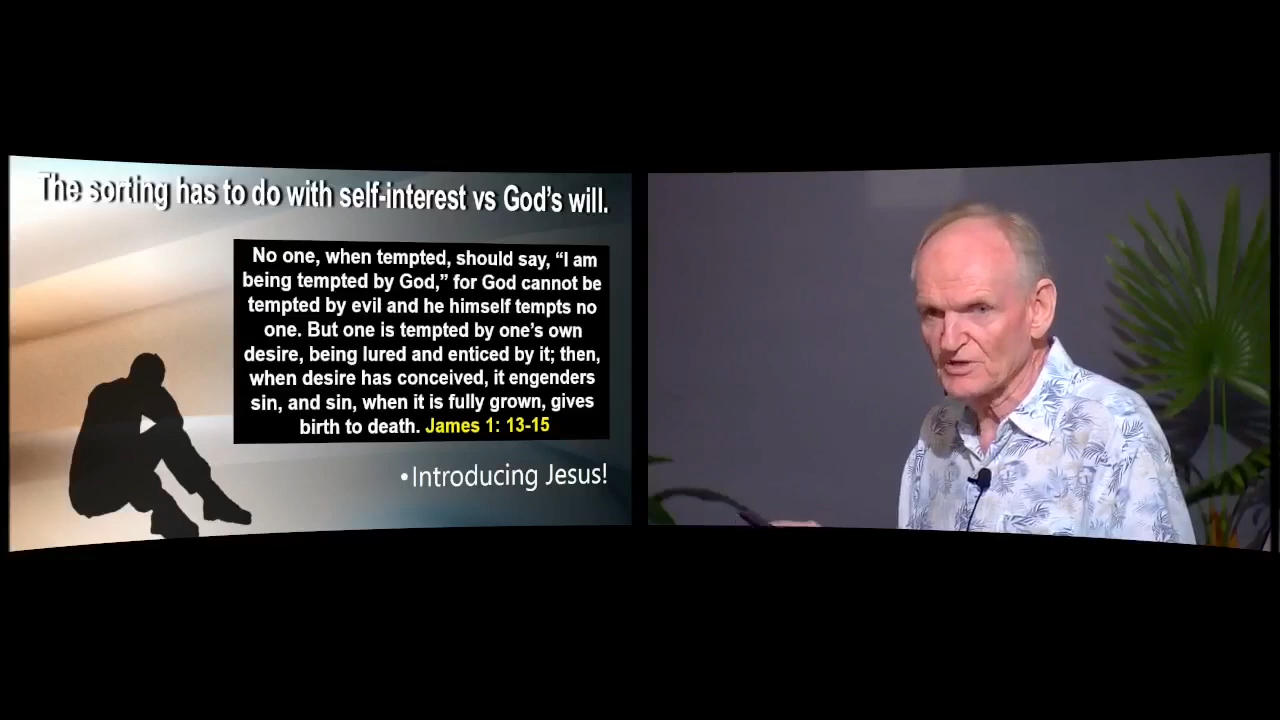 The sorting has to do with self-interest vs God's will.
No one, when tempted, should say, “I am
being tempted by God,” for God cannot be
tempted by evil and he himself tempts no
one. But one is tempted by one’s own
desire, being lured and enticed by it; then,
when desire has conceived, it engenders
sin, and sin, when it is fully grown, gives
birth to death. James 1: 13-15
•Introducing Jesus!